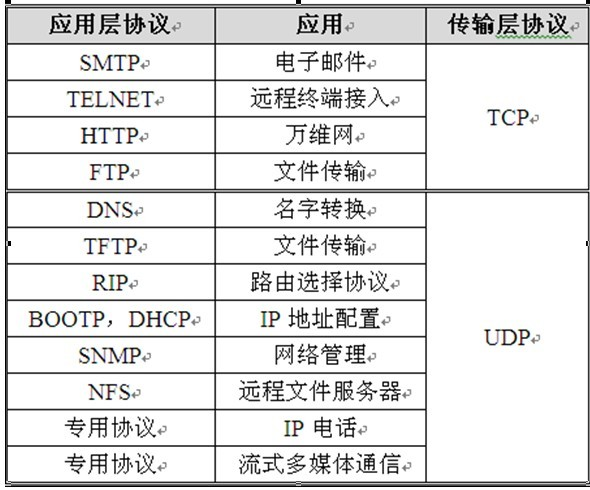 应用层协议 应用 传输层协议
SMTP 电子邮件
TELNET 远程终端接入
TCP
HTTP 万维网
FTP 文件传输
DNS 名字转换
TFTP 文件传输
RIP 路由选择协议
BOOTP，DHCP IP 地址配置
UDP
SNMP 网络管理
NFS 远程文件服务器
专用协议 IP 电话
专用协议 流式多媒体通信